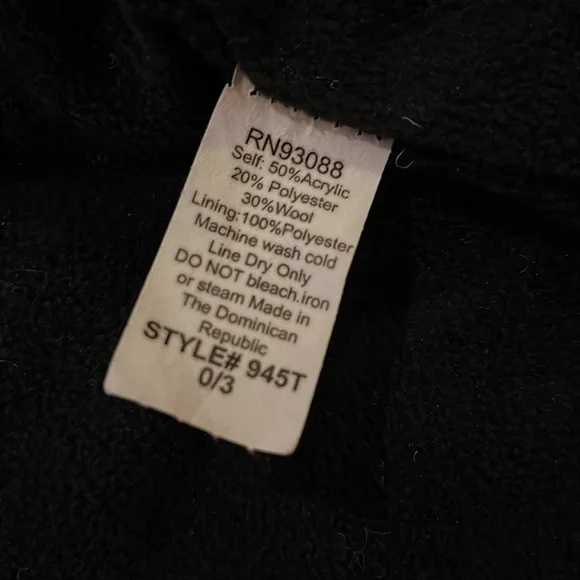 RN93088
Self: 50%Acrylic
20% Polyester
30%Wool
Lining:100%Polyester
Machine wash cold
Line Dry Only
DO NOT bleach.iron
or steam Made in
The Dominican
Republic
STYLE# 945T
0/3